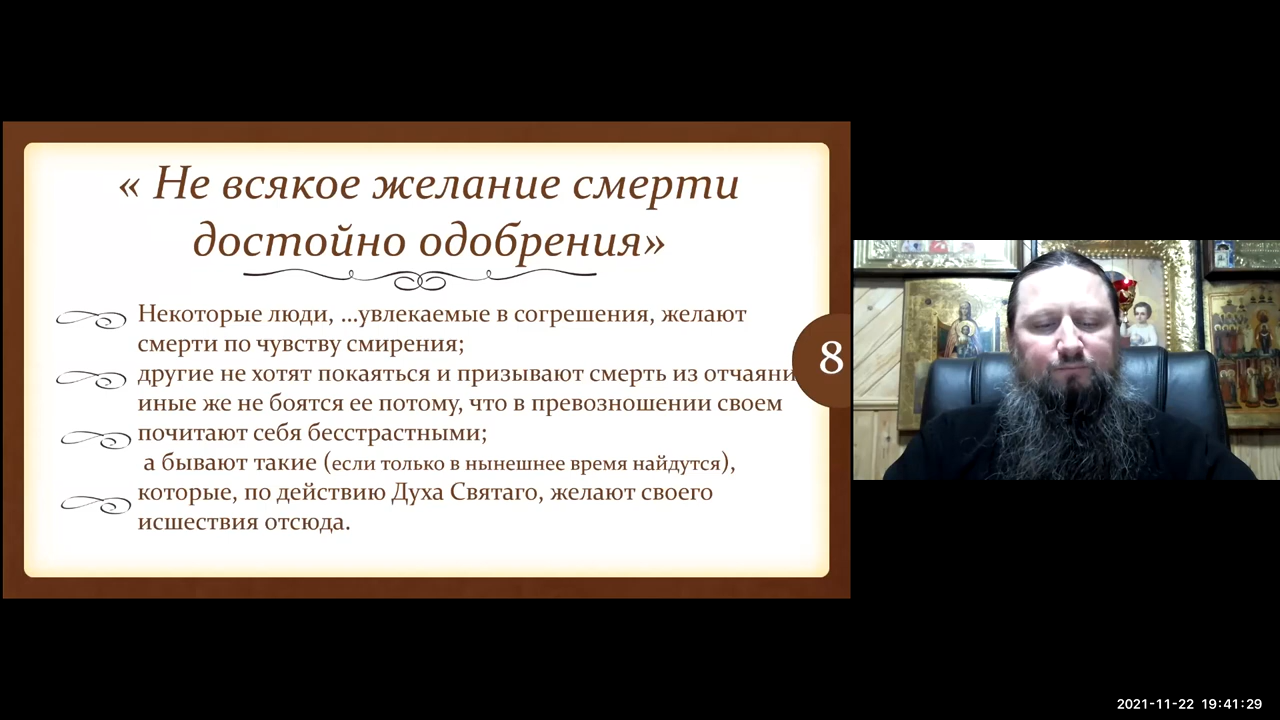 « Не всякое желание смерти
достойно одобрения»
Некоторые люди, ...увлекаемые в согрешения, желают
смерти по чувству смирения;
другие не хотят покаяться и призывают смерть из отчаяни
иные же не боятся ее потому, что в превозношении своем
почитают себя бесстрастными;
а бывают такие (если только в нынешнее время найдутся),
которые, по действию Духа Святаго, желают своего
исшествия отсюда.
8
2021-11-22 19:41:29